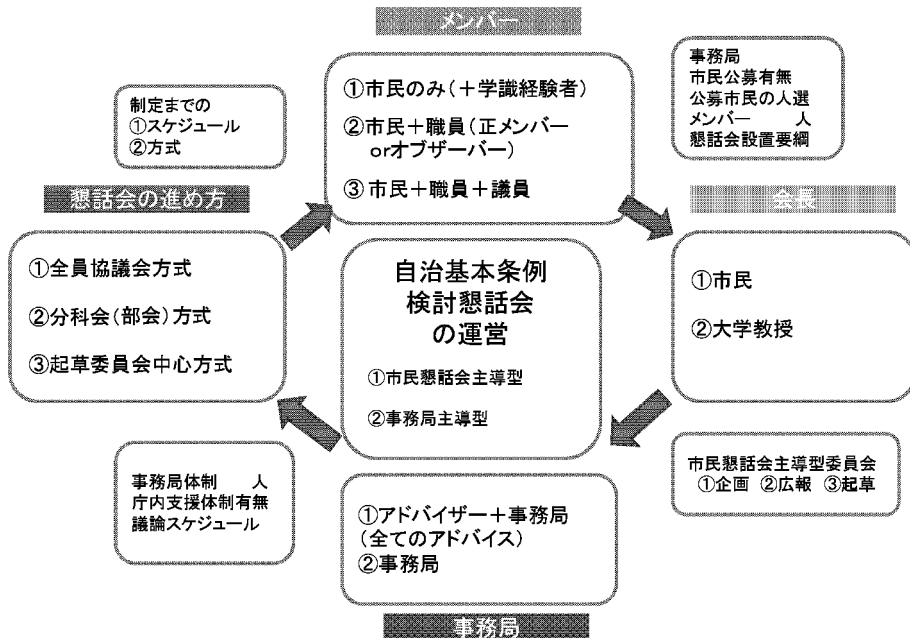 メンバー
①市民のみ(＋学識経験者)
②市民＋職員(正メンバー
orオブザーバー)
③市民＋職員＋議員
事務局
市民公募有無
公募市民の人選
メンバー　　人
懇話会設置要綱
制定までの
①スケジュール
②方式
懇話会の進め方
①全員協議会方式
②分科会(部会)方式
③起草委員会中心方式
自治基本条例
検討懇話会
の運営
①市民懇話会主導型
②事務局主導型
会長
①市民
②大学教授
市民懇話会主導型委員会
①企画 ②広報 ③起草
事務局体制　　人
庁内支援体制有無
議論スケジュール
①アドバイザー＋事務局
(全てのアドバイス)
②事務局
事務局